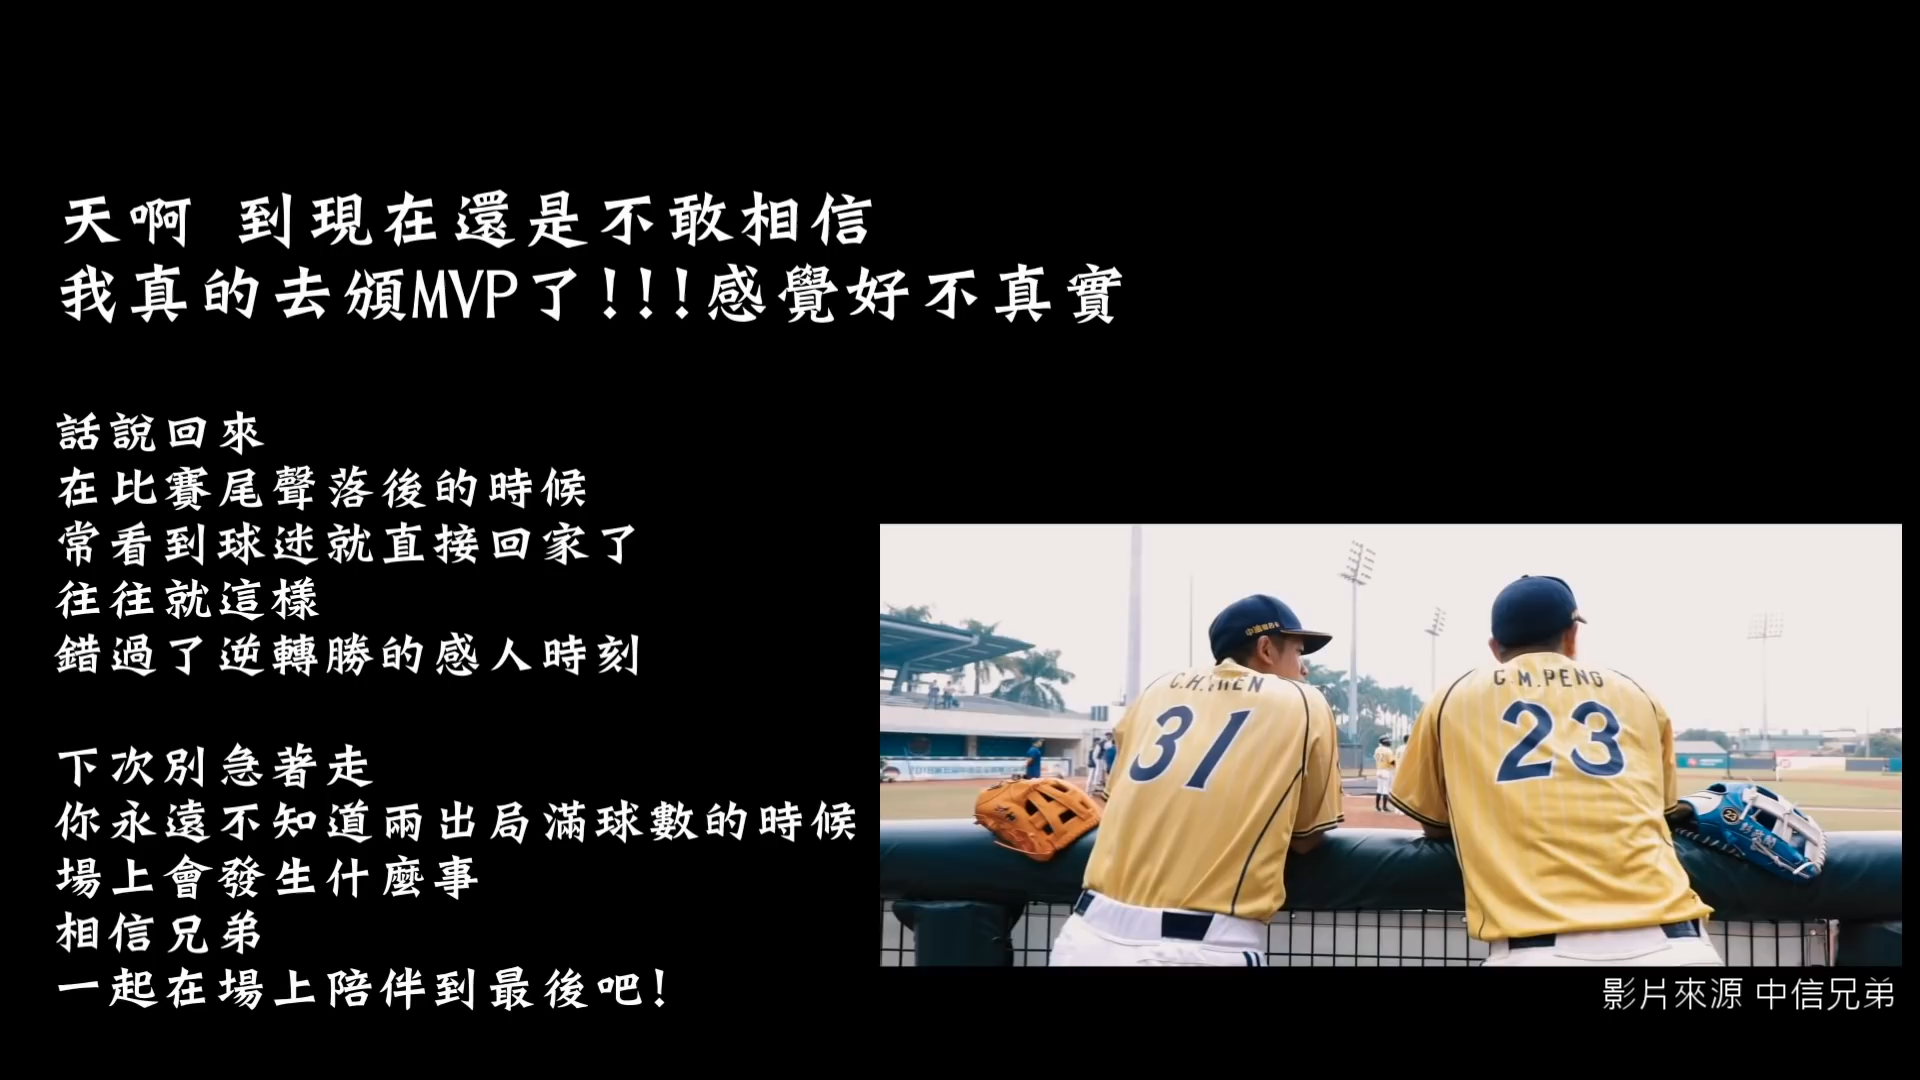 天啊 到現在還是不敢相信
我真的去頒MVP了!!!感覺好不真實
話說回來
在比賽尾聲落後的時候
常看到球迷就直接回家了
往往就這樣
錯過了逆轉勝的感人時刻
下次別急著走
你永遠不知道兩出局滿球數的時候
場上會發生什麼事
相信兄弟
一起在場上陪伴到最後吧!
31
C.M.PENG
23
23
影片來源 中信兄弟